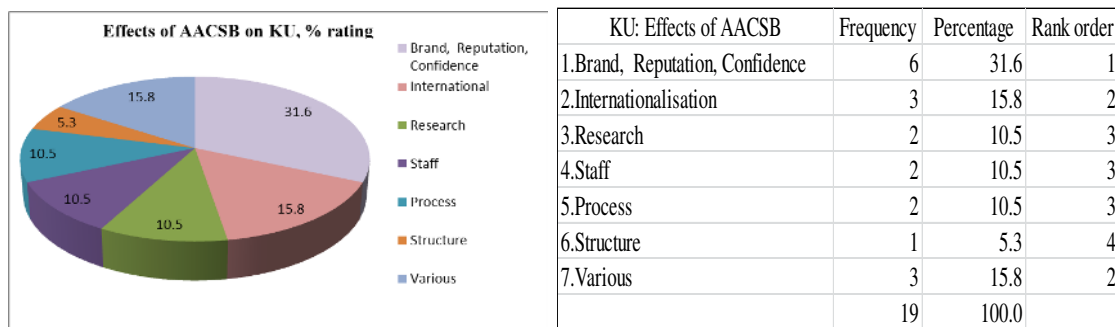 Effects of AACSB on KU, % rating
15.8
31.6
5.3
10.5
10.5
10.5
15.8
Brand, Reputation,
Confidence
International
Research
Staff
Process
Structure
Various
KU: Effects of AACSB Frequency Percentage Rank order
1.Brand, Reputation, Confidence 6 31.6 1
2.Internationalisation 3 15.8 2
3.Research 2 10.5 3
4.Staff 2 10.5 3
5.Process 2 10.5 3
6.Structure 1 5.3 4
7.Various 3 15.8 2
19 100.0